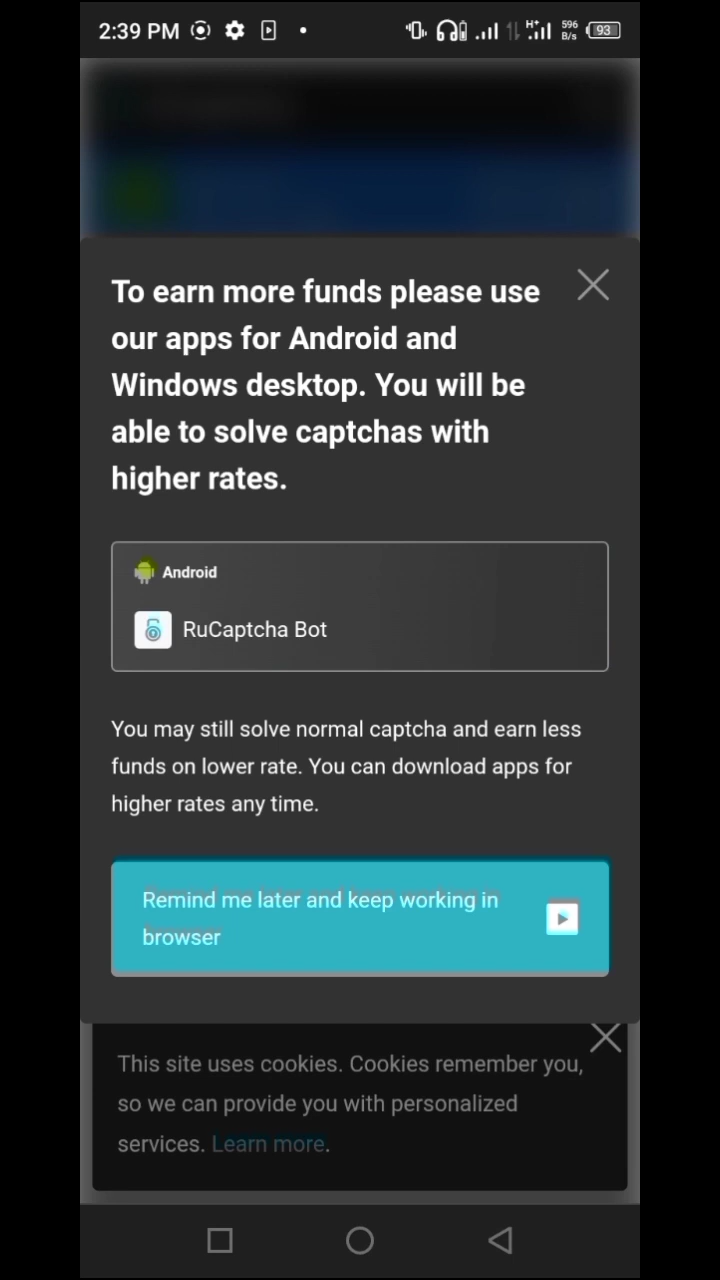 2:39 PM H+ 596 B/s 93
To earn more funds please use
our apps for Android and
Windows desktop. You will be
able to solve captchas with
higher rates.
Android
RuCaptcha Bot
You may still solve normal captcha and earn less
funds on lower rate. You can download apps for
higher rates any time.
Remind me later and keep working in
browser
This site uses cookies. Cookies remember you,
so we can provide you with personalized
services. Learn more.